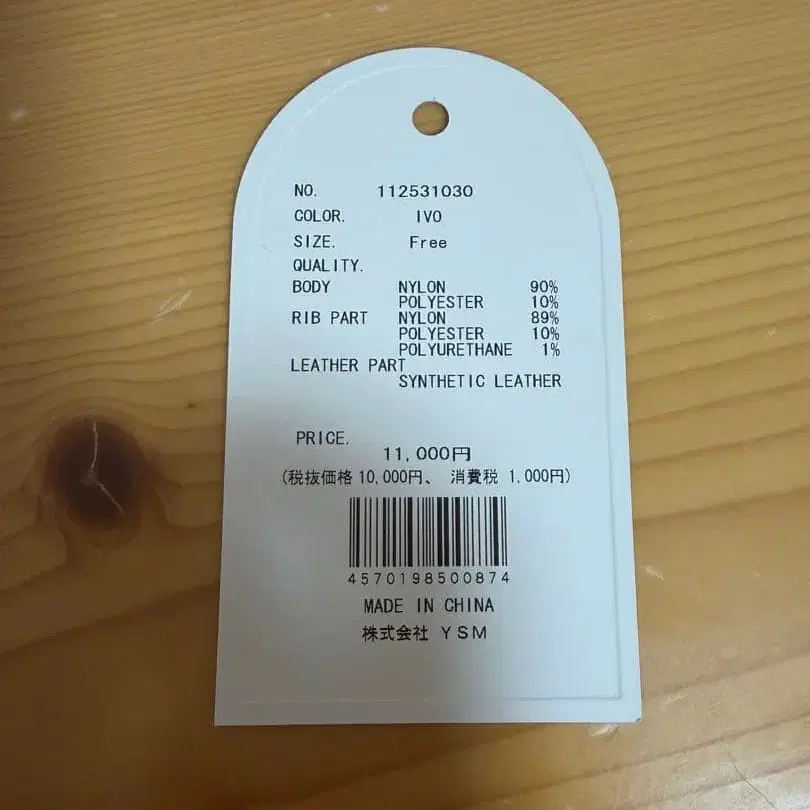 NO. 112531030
COLOR. IVO
SIZE. Free
QUALITY.
BODY NYLON 90%
POLYESTER 10%
RIB PART NYLON 89%
POLYESTER 10%
POLYURETHANE 1%
LEATHER PART
SYNTHETIC LEATHER
PRICE.
11,000円
(税抜価格 10,000円、 消費税 1,000円)
4570198500874
MADE IN CHINA
株式会社 YSM